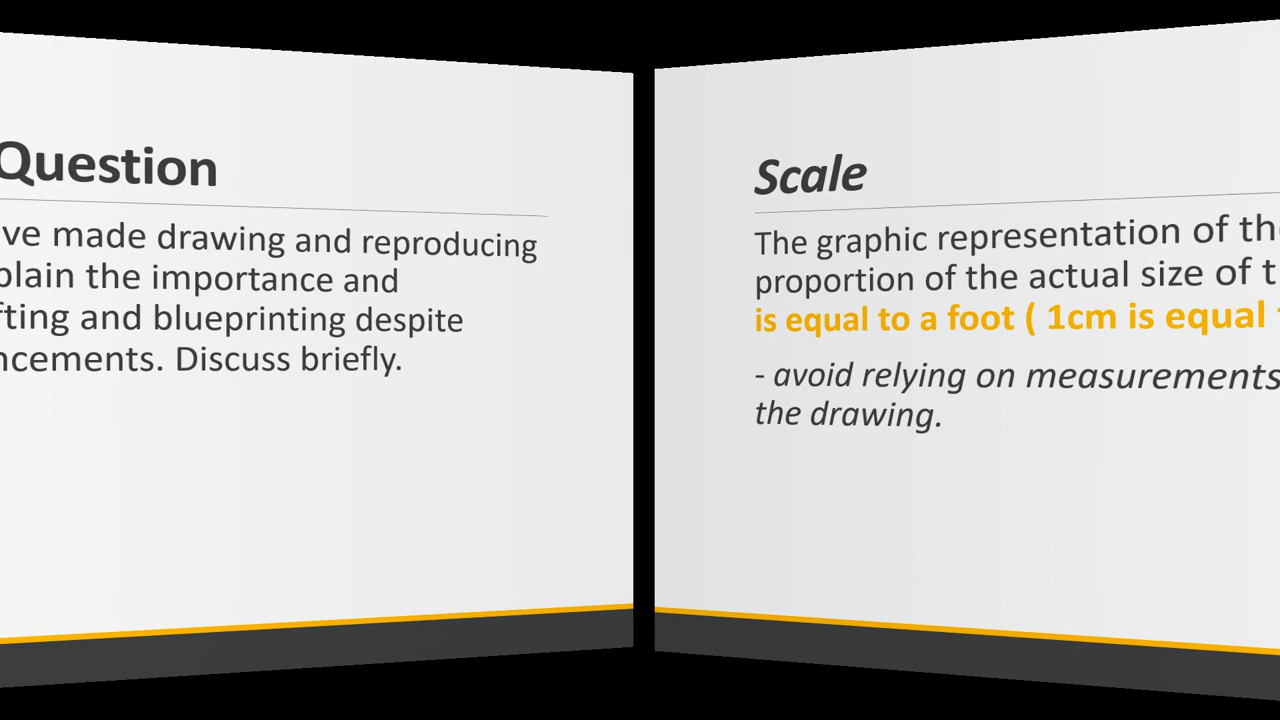 Question
ve made drawing and reproducing
plain the importance and
fting and blueprinting despite
ncements. Discuss briefly.
Scale
The graphic representation of the
proportion of the actual size of t
is equal to a foot ( 1cm is equal t
- avoid relying on measurements
the drawing.